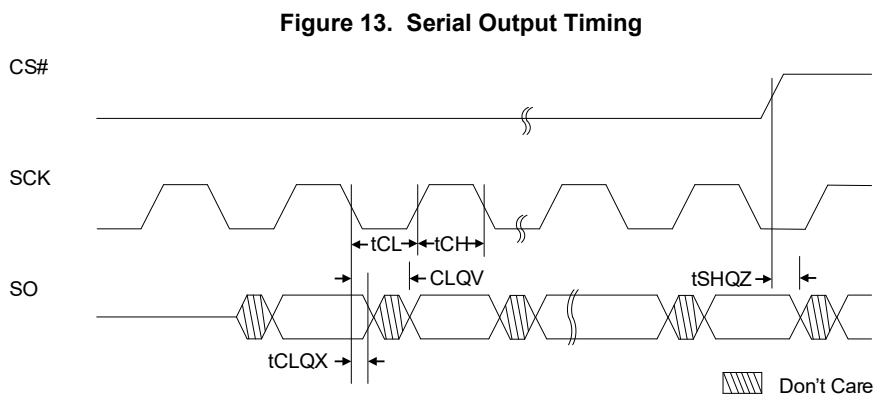 Figure 13. Serial Output Timing
CS#
SCK
tCL
tCH
CLQV
tSHQZ
SO
tCLQX
Don't Care